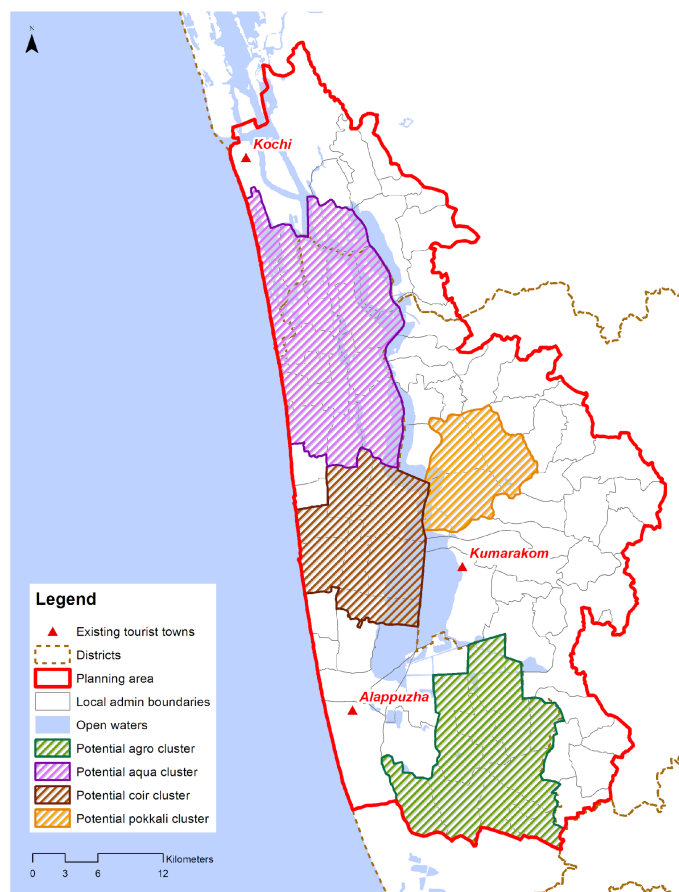 N
Kochi
Kumarakom
Alappuzha
Legend
Existing tourist towns
Districts
Planning area
Local admin boundaries
Open waters
Potential agro cluster
Potential aqua cluster
Potential coir cluster
Potential pokkali cluster
Kilometers
0 3 6 12